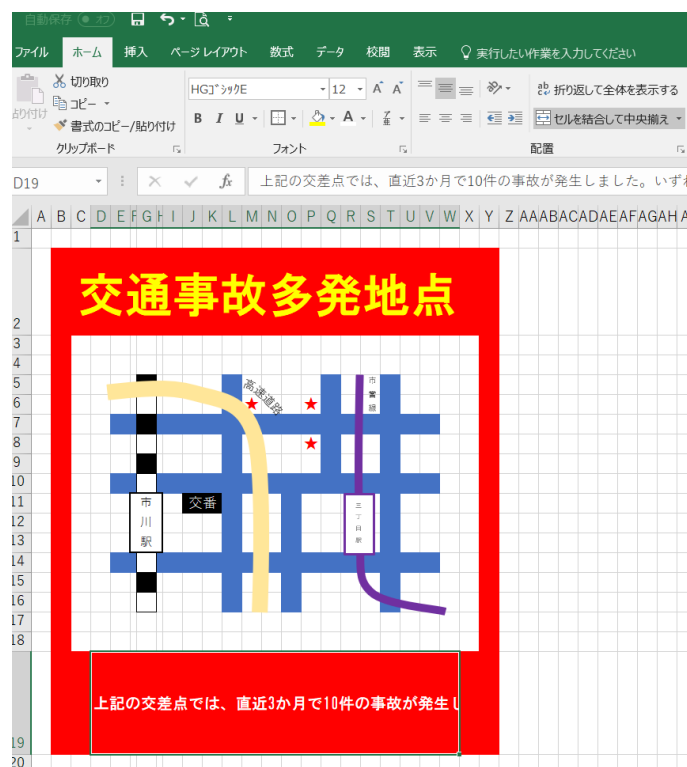 自動保存 オフ
ファイル ホーム 挿入 ページ レイアウト 数式 データ 校閲 表示 実行したい作業を入力してください
切り取り
コピー
書式のコピー/貼り付け
クリップボード
HGｺﾞｼｯｸE 12 A A
B I U A
フォント
ab 折り返して全体を表示する
セルを結合して中央揃え
配置
D19 fx 上記の交差点では、直近3か月で10件の事故が発生しました。いず
A B C D E F G H I J K L M N O P Q R S T U V W X Y Z AA AB AC AD AE AF AG AH
1
2
交通事故多発地点
3
4
5
6
7
8
9
10
11
12
13
14
15
16
17
18
19
20
高速道路
市営線
市川駅
交番
三丁目駅
上記の交差点では、直近3か月で10件の事故が発生し